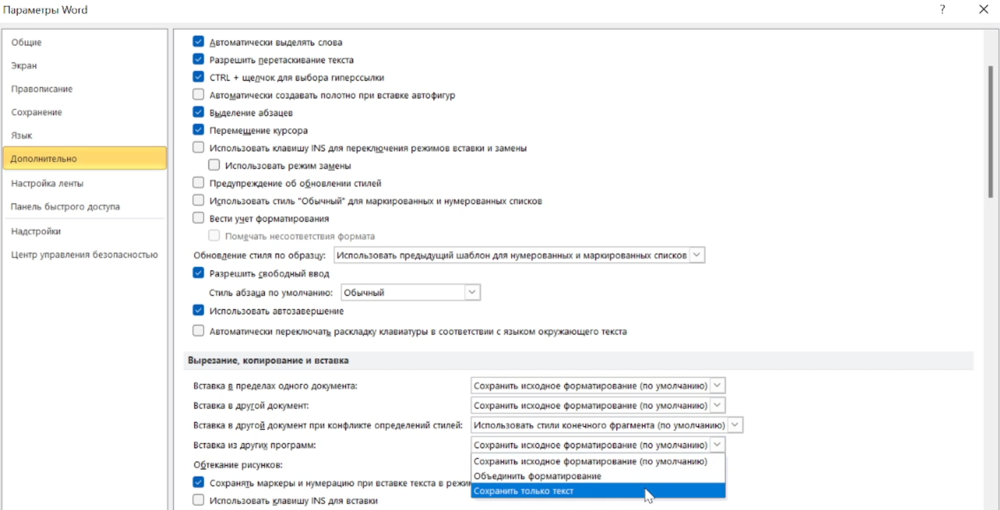 Параметры Word
?
Общие
Экран
Правописание
Сохранение
Язык
Дополнительно
Настройка ленты
Панель быстрого доступа
Надстройки
Центр управления безопасностью
Автоматически выделять слова
Разрешить перетаскивание текста
CTRL + щелчок для выбора гиперссылки
Автоматически создавать полотно при вставке автофигур
Выделение абзацев
Перемещение курсора
Использовать клавишу INS для переключения режимов вставки и замены
Использовать режим замены
Предупреждение об обновлении стилей
Использовать стиль "Обычный" для маркированных и нумерованных списков
Вести учет форматирования
Помечать несоответствия формата
Обновление стиля по образцу: Использовать предыдущий шаблон для нумерованных и маркированных списков
Разрешить свободный ввод
Стиль абзаца по умолчанию: Обычный
Использовать автозавершение
Автоматически переключать раскладку клавиатуры в соответствии с языком окружающего текста
Вырезание, копирование и вставка
Вставка в пределах одного документа: Сохранить исходное форматирование (по умолчанию)
Вставка в другой документ: Сохранить исходное форматирование (по умолчанию)
Вставка в другой документ при конфликте определений стилей: Использовать стили конечного фрагмента (по умолчанию)
Вставка из других программ: Сохранить исходное форматирование (по умолчанию)
Сохранить исходное форматирование (по умолчанию)
Обтекание рисунков:
Объединить форматирование
Сохранять маркеры и нумерацию при вставке текста в режи
Сохранить только текст
Использовать клавишу INS для вставки